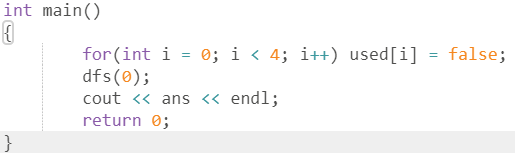 int main()
{
        for(int i = 0; i < 4; i++) used[i] = false;
        dfs(0);
        cout << ans << endl;
        return 0;
}